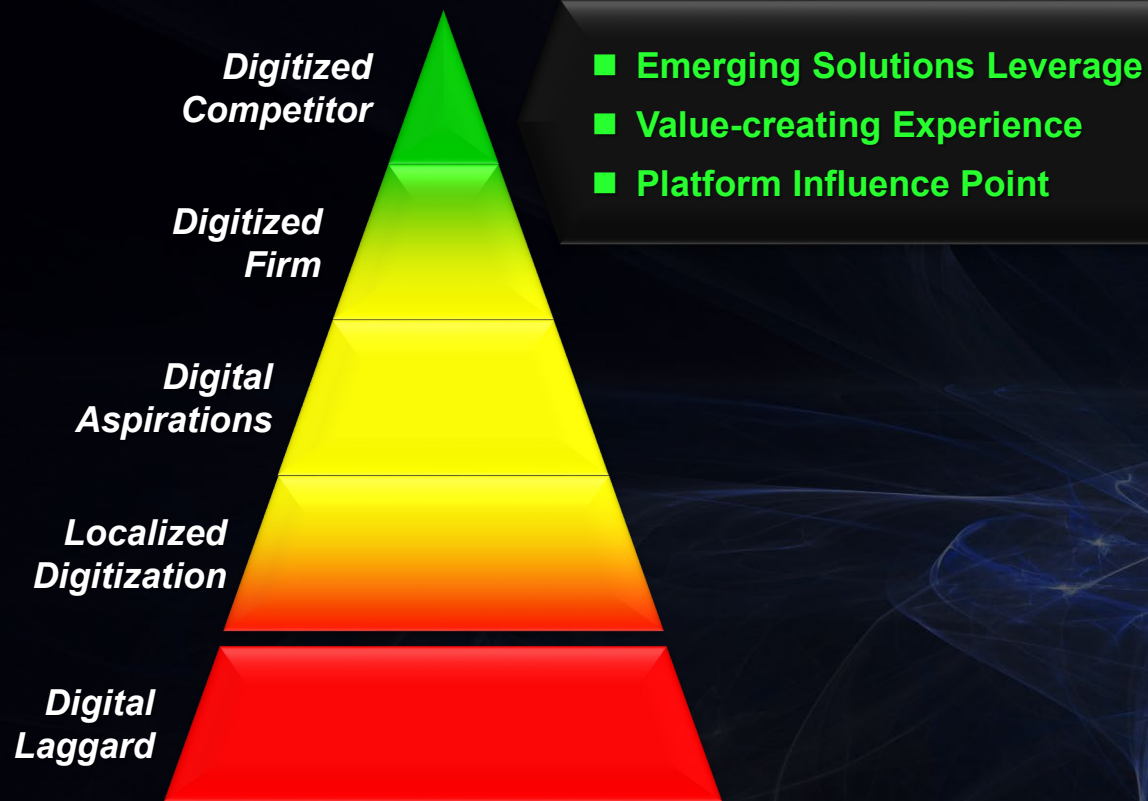 Digitized
Competitor
■ Emerging Solutions Leverage
■ Value-creating Experience
■ Platform Influence Point
Digitized
Firm
Digital
Aspirations
Localized
Digitization
Digital
Laggard